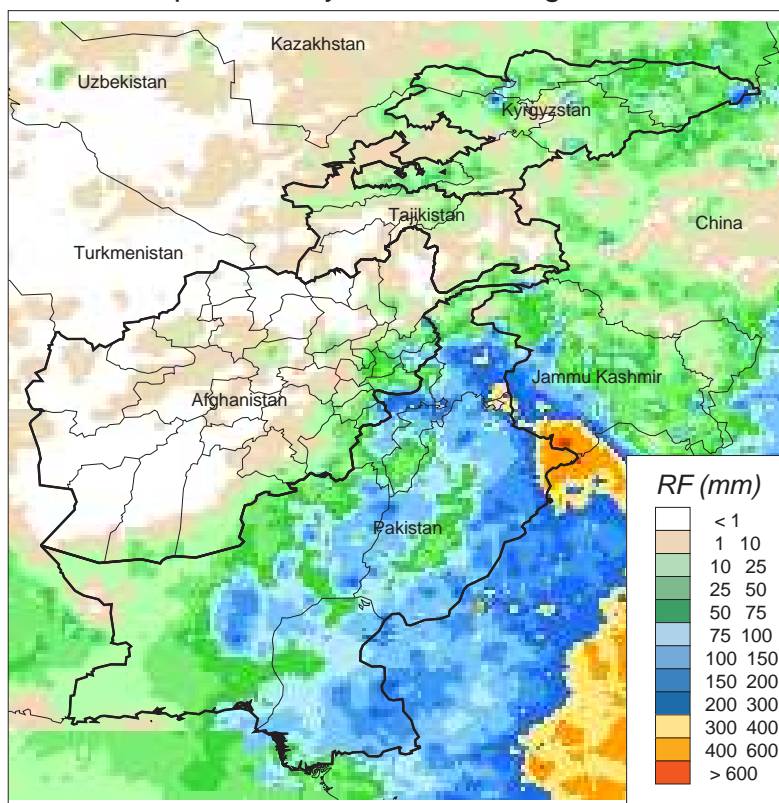 Kazakhstan
Uzbekistan
Kyrgyzstan
Tajikistan
China
Turkmenistan
Jammu Kashmir
Afghanistan
Pakistan
RF (mm)
< 1
1 10
10 25
25 50
50 75
75 100
100 150
150 200
200 300
300 400
400 600
> 600